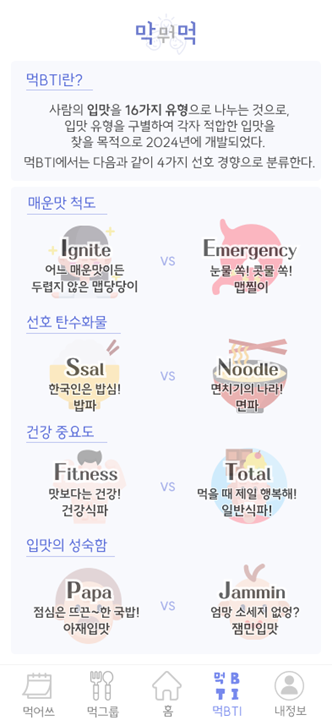 막뭐먹
먹BTI란?
사람의 입맛을 16가지 유형으로 나누는 것으로,
입맛 유형을 구별하여 각자 적합한 입맛을
찾을 목적으로 2024년에 개발되었다.
먹BTI에서는 다음과 같이 4가지 선호 경향으로 분류한다.
매운맛 척도
Ignite
어느 매운맛이든
두렵지 않은 맵당당이
VS
Emergency
눈물 쏙! 콧물 쏙!
맵찔이
선호 탄수화물
Ssal
한국인은 밥심!
밥파
VS
Noodle
면치기의 나라!
면파
건강 중요도
Fitness
맛보다는 건강!
건강식파
VS
Total
먹을 때 제일 행복해!
일반식파!
입맛의 성숙함
Papa
점심은 뜨끈~한 국밥!
아재입맛
VS
Jammin
엄망 소세지 없엉?
잼민입맛
먹어쓰
먹그룹
홈
먹B
TI
먹BTI
내정보